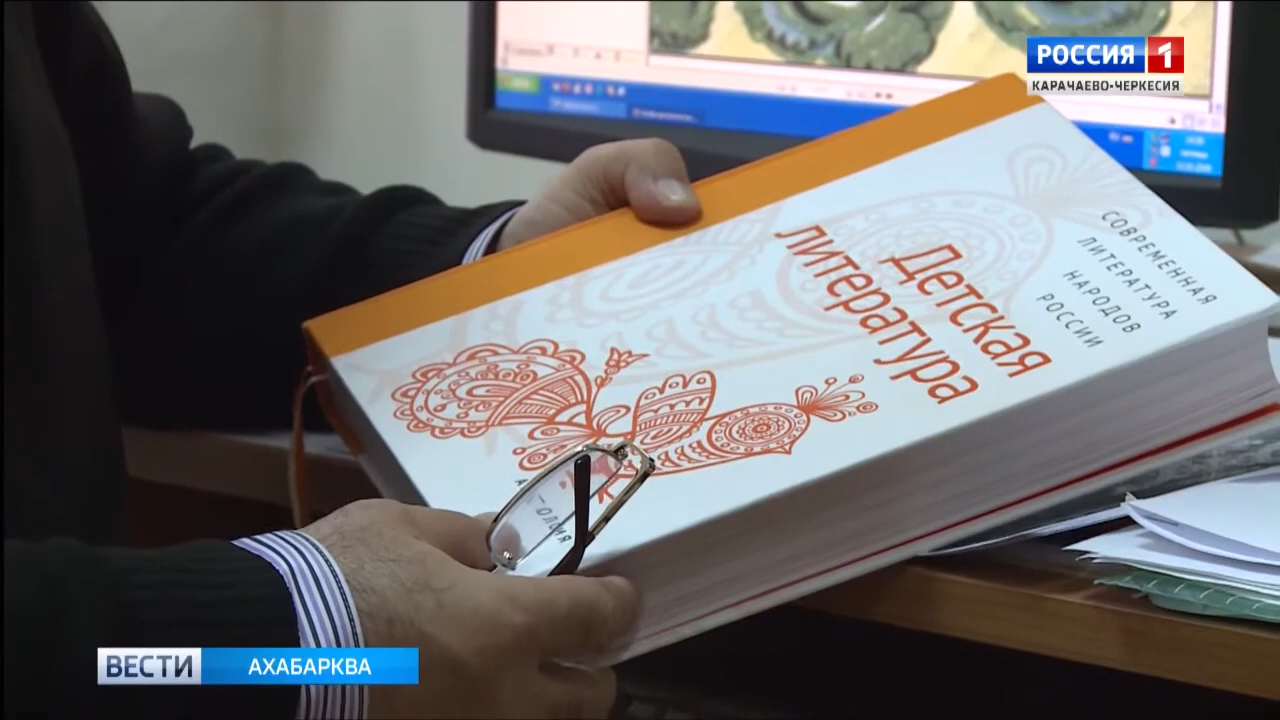 РОССИЯ 1
КАРАЧАЕВО-ЧЕРКЕСИЯ
СОВРЕМЕННАЯ
ЛИТЕРАТУРА
НАРОДОВ
РОССИИ
Детская
литература
ВЕСТИ
АХАБАРКВА